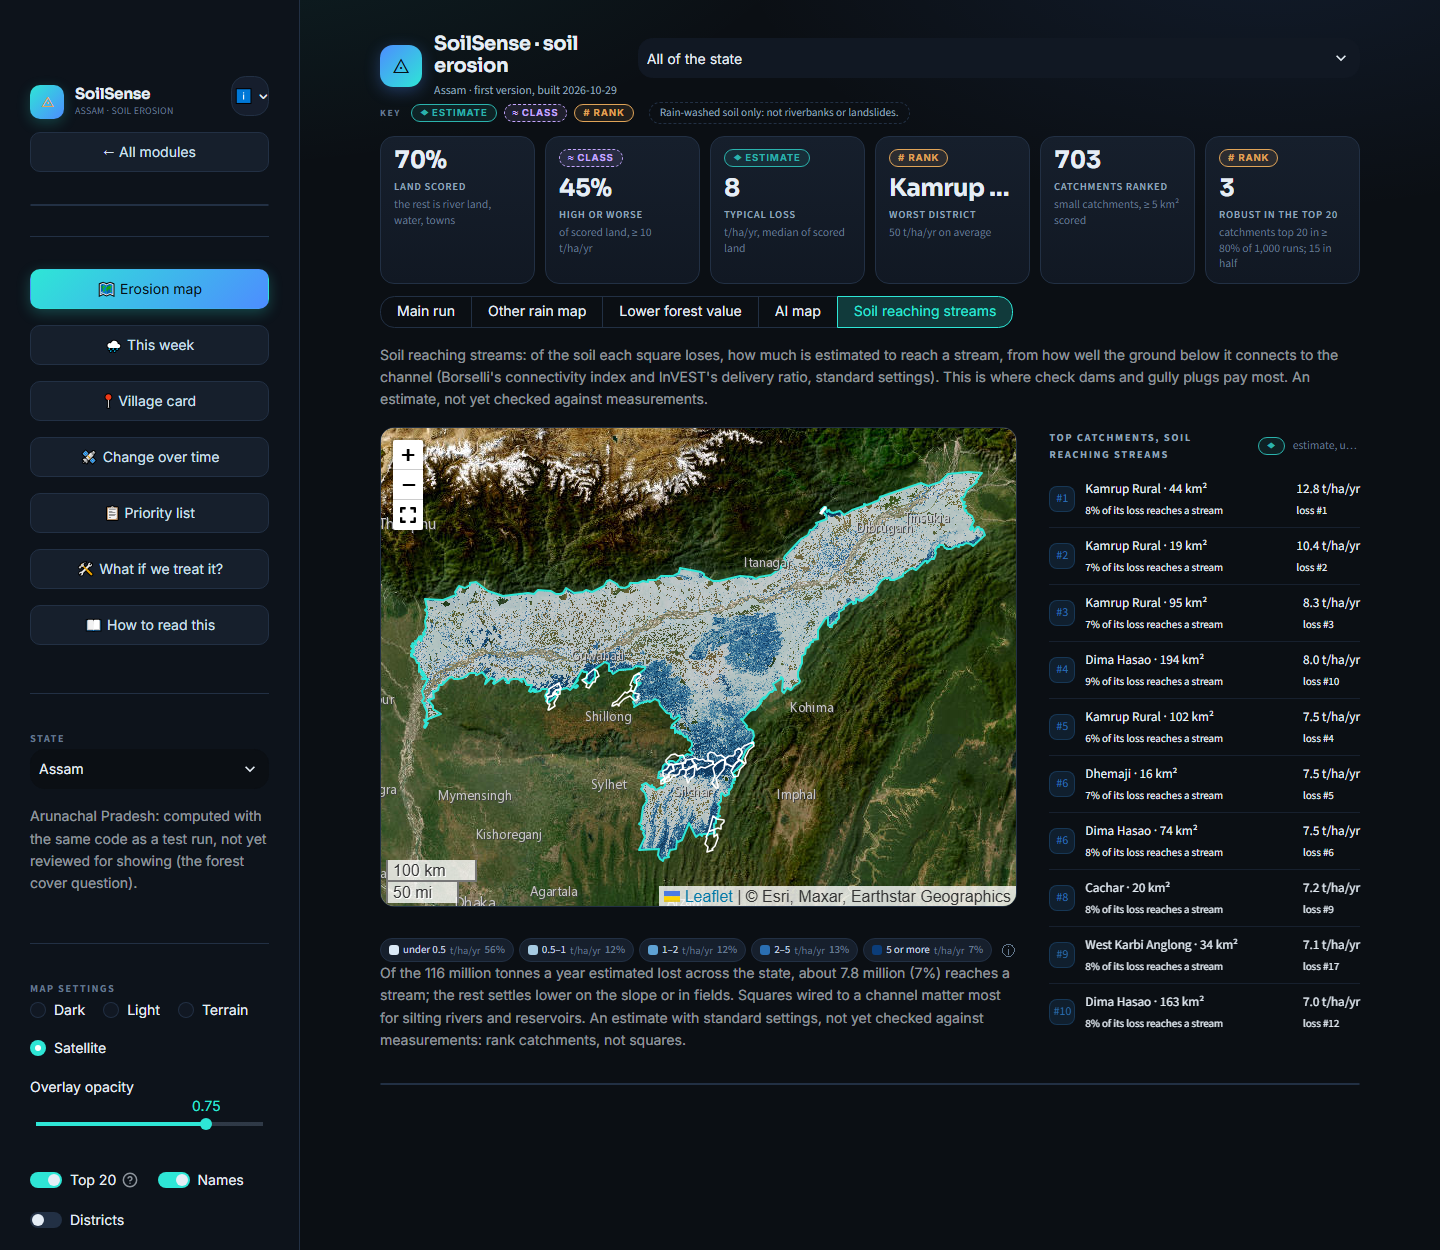 SoilSense
ASSAM · SOIL EROSION
← All modules
Erosion map
This week
Village card
Change over time
Priority list
What if we treat it?
How to read this
STATE
Assam
Arunachal Pradesh: computed with
the same code as a test run, not yet
reviewed for showing (the forest
cover question).
MAP SETTINGS
Dark
Light
Terrain
Satellite
Overlay opacity
0.75
Top 20
Names
Districts
SoilSense · soil
erosion
Assam · first version, built 2026-10-29
All of the state
KEY
◆ ESTIMATE
≈ CLASS
# RANK
Rain-washed soil only: not riverbanks or landslides.
70%
LAND SCORED
the rest is river land,
water, towns
≈ CLASS
45%
HIGH OR WORSE
of scored land, ≥ 10
t/ha/yr
◆ ESTIMATE
8
TYPICAL LOSS
t/ha/yr, median of scored
land
# RANK
Kamrup ...
WORST DISTRICT
50 t/ha/yr on average
703
CATCHMENTS RANKED
small catchments, ≥ 5 km²
scored
# RANK
3
ROBUST IN THE TOP 20
catchments top 20 in ≥
80% of 1,000 runs; 15 in
half
Main run
Other rain map
Lower forest value
AI map
Soil reaching streams
Soil reaching streams: of the soil each square loses, how much is estimated to reach a stream, from how well the ground below it connects to the
channel (Borselli's connectivity index and InVEST's delivery ratio, standard settings). This is where check dams and gully plugs pay most. An
estimate, not yet checked against measurements.
+
−
Dibrugarh
Itanagar
Guwahati
Shillong
Kohima
Sylhet
Silchar
Imphal
Mymensingh
Kishoreganj
Agartala
Dhaka
100 km
50 mi
Leaflet | © Esri, Maxar, Earthstar Geographics
under 0.5 t/ha/yr 56%
0.5–1 t/ha/yr 12%
1–2 t/ha/yr 12%
2–5 t/ha/yr 13%
5 or more t/ha/yr 7%
Of the 116 million tonnes a year estimated lost across the state, about 7.8 million (7%) reaches a
stream; the rest settles lower on the slope or in fields. Squares wired to a channel matter most
for silting rivers and reservoirs. An estimate with standard settings, not yet checked against
measurements: rank catchments, not squares.
TOP CATCHMENTS, SOIL
REACHING STREAMS
estimate, u...
#1
Kamrup Rural · 44 km²
12.8 t/ha/yr
8% of its loss reaches a stream
loss #1
#2
Kamrup Rural · 19 km²
10.4 t/ha/yr
7% of its loss reaches a stream
loss #2
#3
Kamrup Rural · 95 km²
8.3 t/ha/yr
7% of its loss reaches a stream
loss #3
#4
Dima Hasao · 194 km²
8.0 t/ha/yr
9% of its loss reaches a stream
loss #10
#5
Kamrup Rural · 102 km²
7.5 t/ha/yr
6% of its loss reaches a stream
loss #4
#6
Dhemaji · 16 km²
7.5 t/ha/yr
7% of its loss reaches a stream
loss #5
#6
Dima Hasao · 74 km²
7.5 t/ha/yr
8% of its loss reaches a stream
loss #6
#8
Cachar · 20 km²
7.2 t/ha/yr
8% of its loss reaches a stream
loss #9
#9
West Karbi Anglong · 34 km²
7.1 t/ha/yr
8% of its loss reaches a stream
loss #17
#10
Dima Hasao · 163 km²
7.0 t/ha/yr
8% of its loss reaches a stream
loss #12